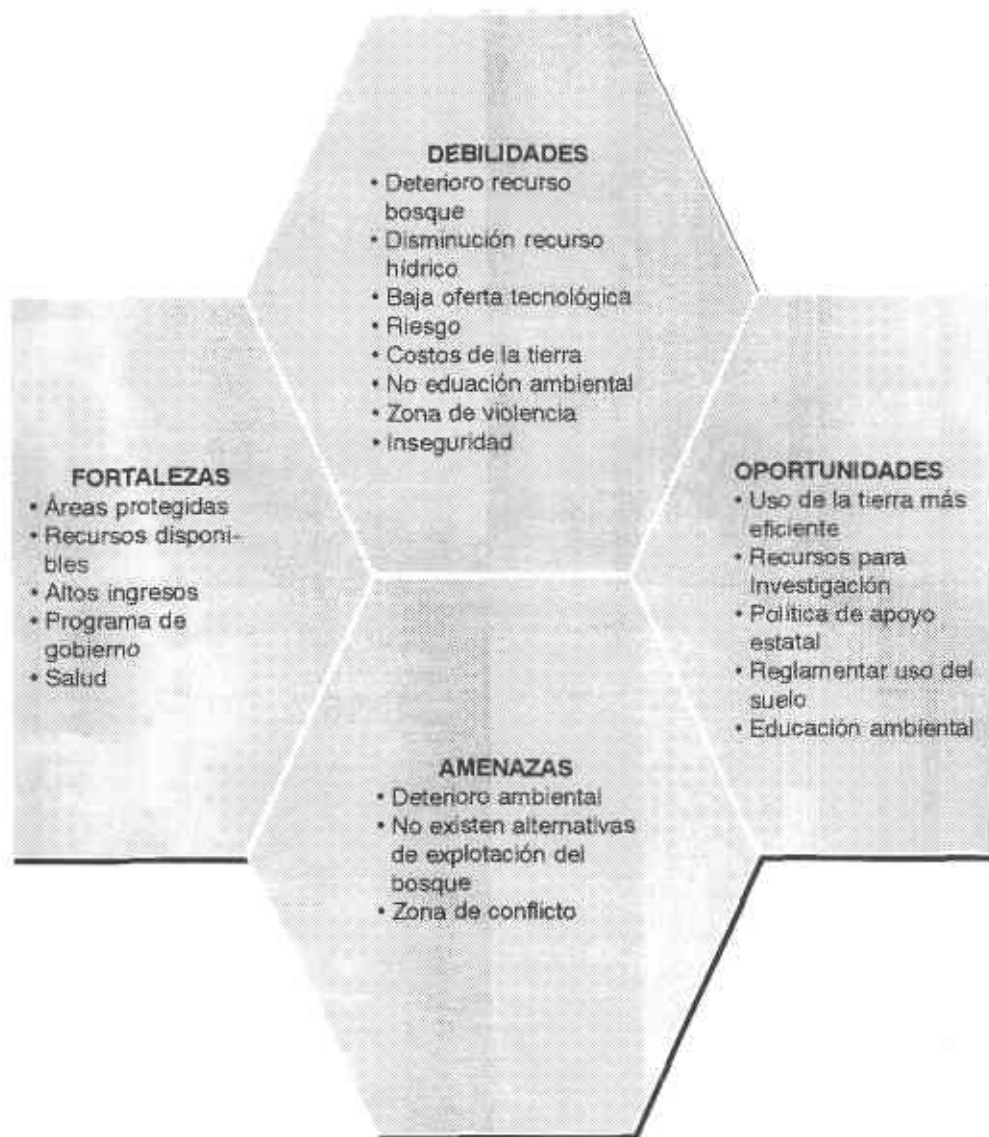 DEBILIDADES
• Deterioro recurso
bosque
• Disminución recurso
hídrico
• Baja oferta tecnológica
• Riesgo
• Costos de la tierra
• No eduación ambiental
• Zona de violencia
• Inseguridad
FORTALEZAS
• Áreas protegidas
• Recursos disponi-
bles
• Altos ingresos
• Programa de
gobierno
• Salud
OPORTUNIDADES
• Uso de la tierra más
eficiente
• Recursos para
Investigación
• Política de apoyo
estatal
• Reglamentar uso del
suelo
• Educación ambiental
AMENAZAS
• Deterioro ambiental
• No existen alternativas
de explotación del
bosque
• Zona de conflicto